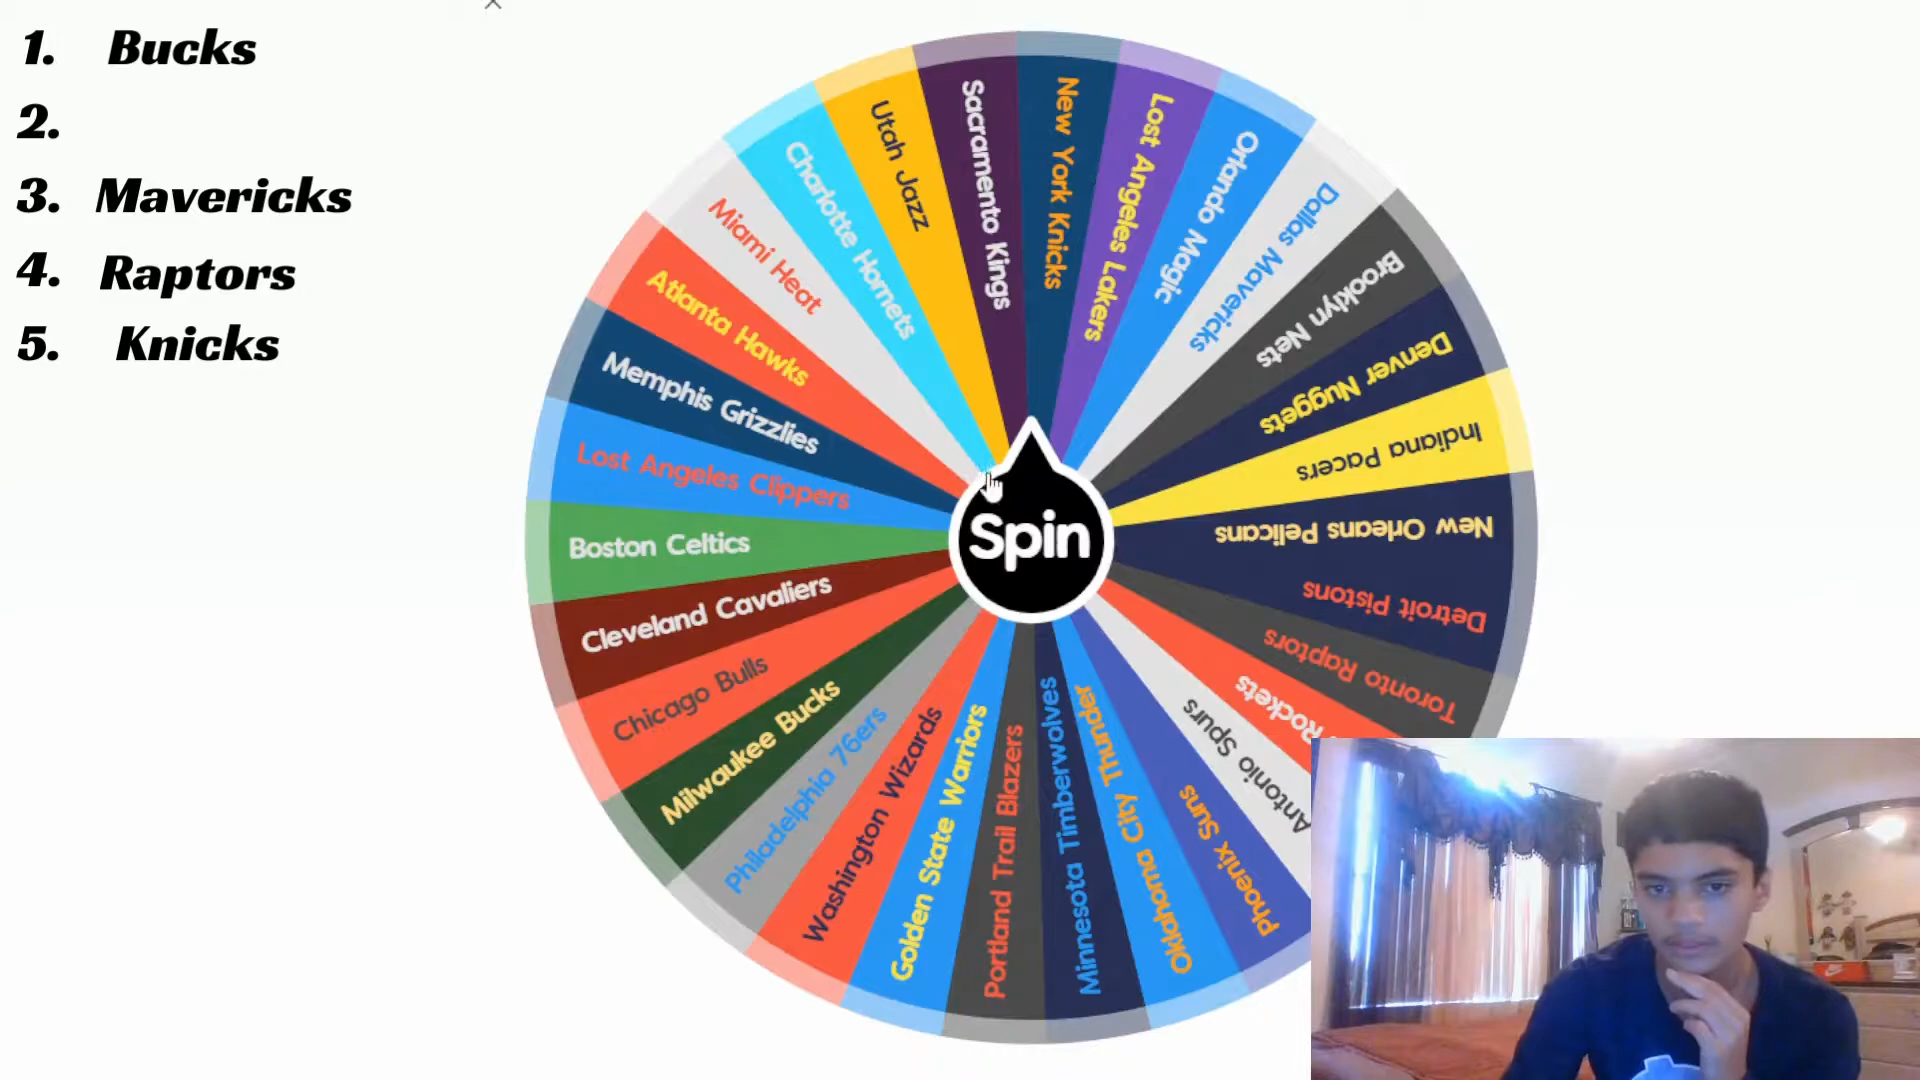 1. Bucks
2.
3. Mavericks
4. Raptors
5. Knicks
New York Knicks
Lost Angeles Lakers
Orlando Magic
Dallas Mavericks
Brooklyn Nets
Denver Nuggets
Indiana Pacers
New Orleans Pelicans
Detroit Pistons
Toronto Raptors
Rockets
Antonio Spurs
Phoenix Suns
Oklahoma City Thunder
Minnesota Timberwolves
Portland Trail Blazers
Golden State Warriors
Washington Wizards
Philadelphia 76ers
Milwaukee Bucks
Chicago Bulls
Cleveland Cavaliers
Boston Celtics
Lost Angeles Clippers
Memphis Grizzlies
Atlanta Hawks
Miami Heat
Charlotte Hornets
Utah Jazz
Sacramento Kings
Spin